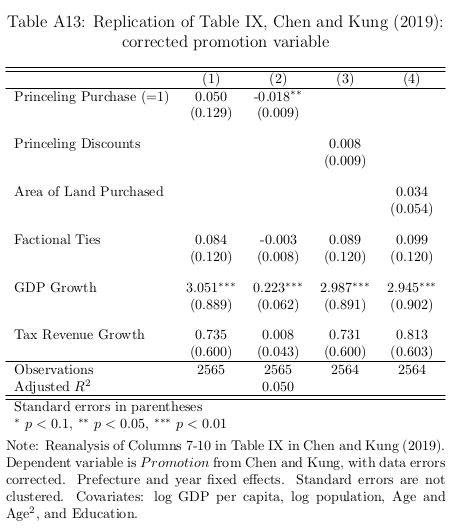 Table A13: Replication of Table IX, Chen and Kung (2019):
corrected promotion variable
(1) (2) (3) (4)
Princeling Purchase (=1) 0.050 -0.018**
(0.129) (0.009)
Princeling Discounts 0.008
(0.009)
Area of Land Purchased 0.034
(0.054)
Factional Ties 0.084 -0.003 0.089 0.099
(0.120) (0.008) (0.120) (0.120)
GDP Growth 3.051*** 0.223*** 2.987*** 2.945***
(0.889) (0.062) (0.891) (0.902)
Tax Revenue Growth 0.735 0.008 0.731 0.813
(0.600) (0.043) (0.600) (0.603)
Observations 2565 2565 2564 2564
Adjusted R² 0.050
Standard errors in parentheses
* p < 0.1, ** p < 0.05, *** p < 0.01
Note: Reanalysis of Columns 7-10 in Table IX in Chen and Kung (2019).
Dependent variable is Promotion from Chen and Kung, with data errors
corrected. Prefecture and year fixed effects. Standard errors are not
clustered. Covariates: log GDP per capita, log population, Age and
Age², and Education.